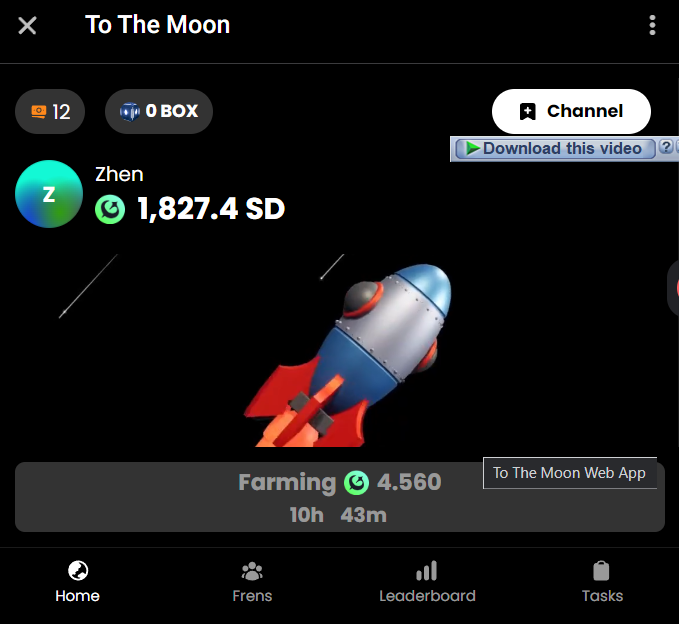 To The Moon
12
0 BOX
Channel
Download this video
?
Z
Zhen
1,827.4 SD
To The Moon Web App
Farming 4.560
10h 43m
Home
Frens
Leaderboard
Tasks